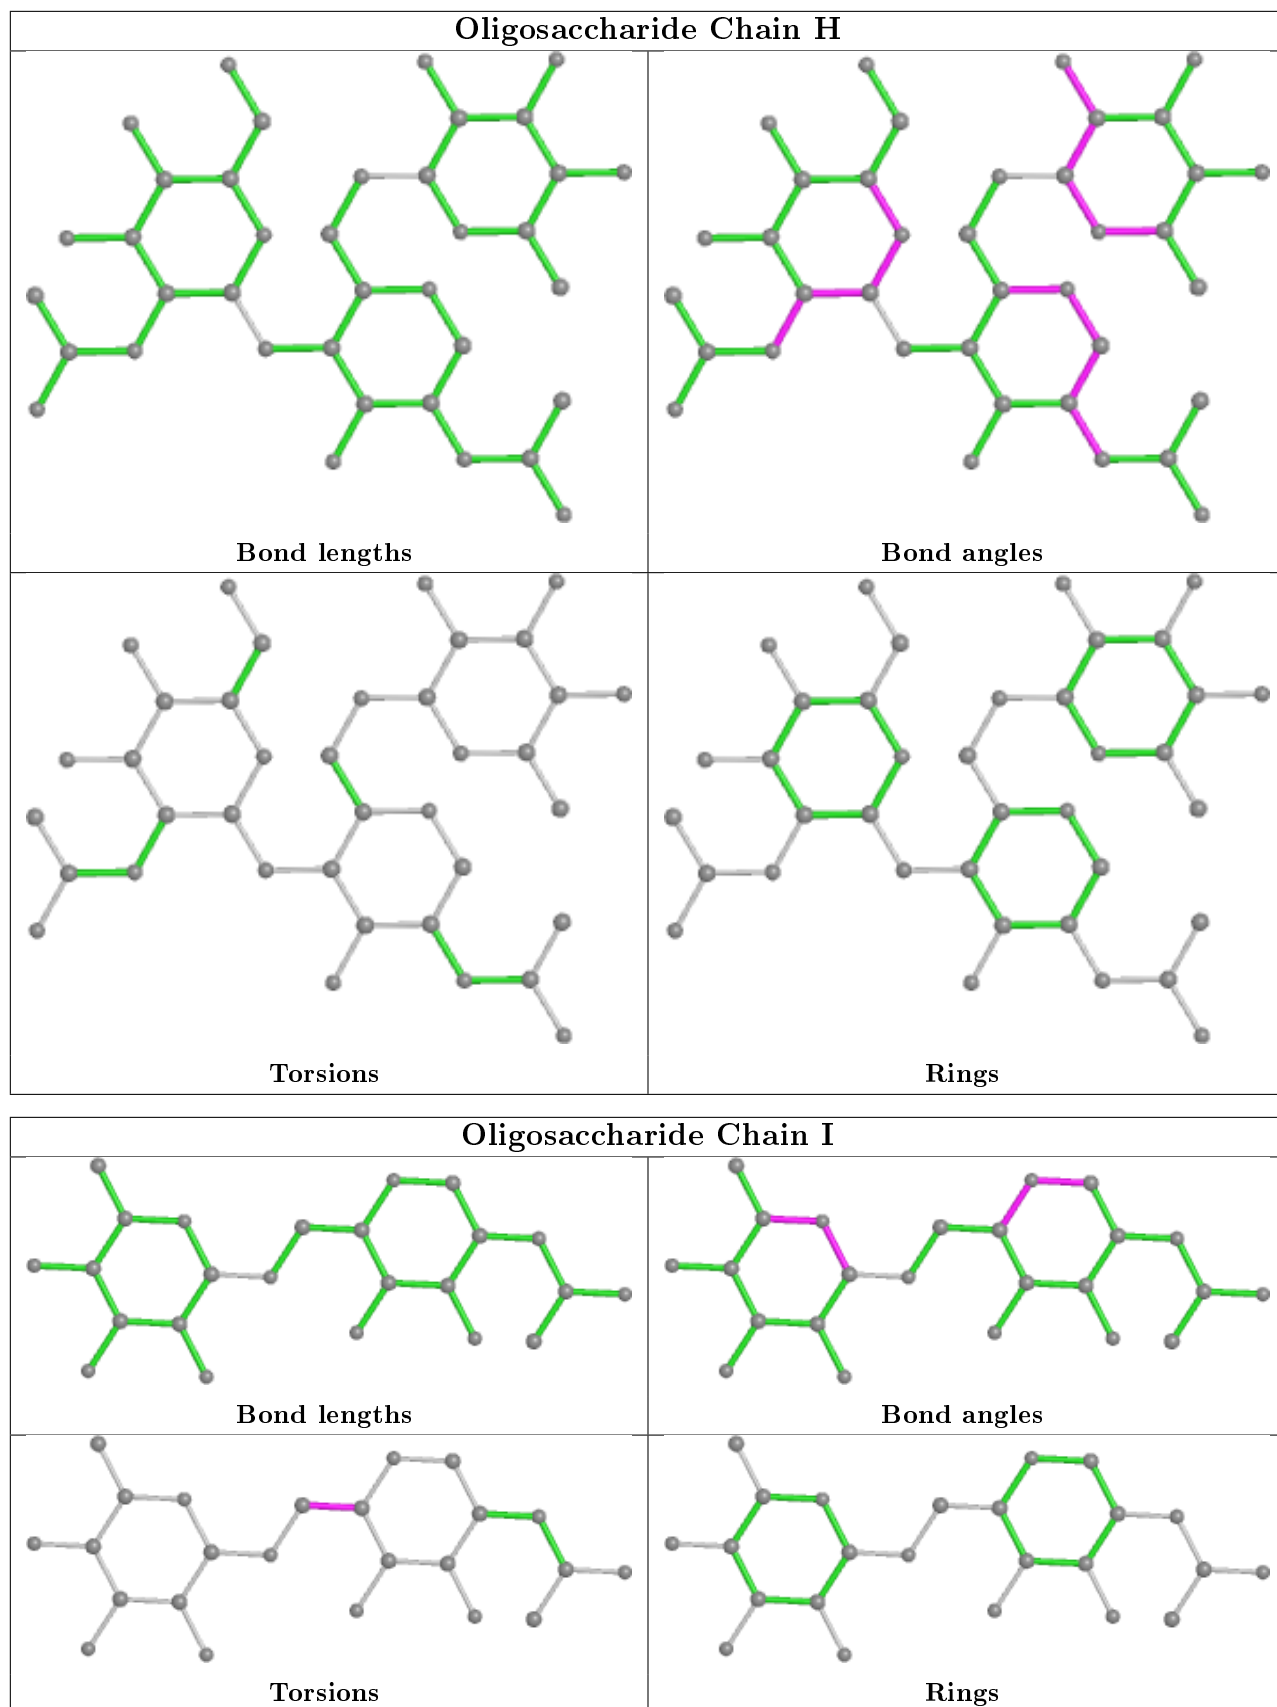 Oligosaccharide Chain H
Bond lengths
Bond angles
Torsions
Rings
Oligosaccharide Chain I
Bond lengths
Bond angles
Torsions
Rings